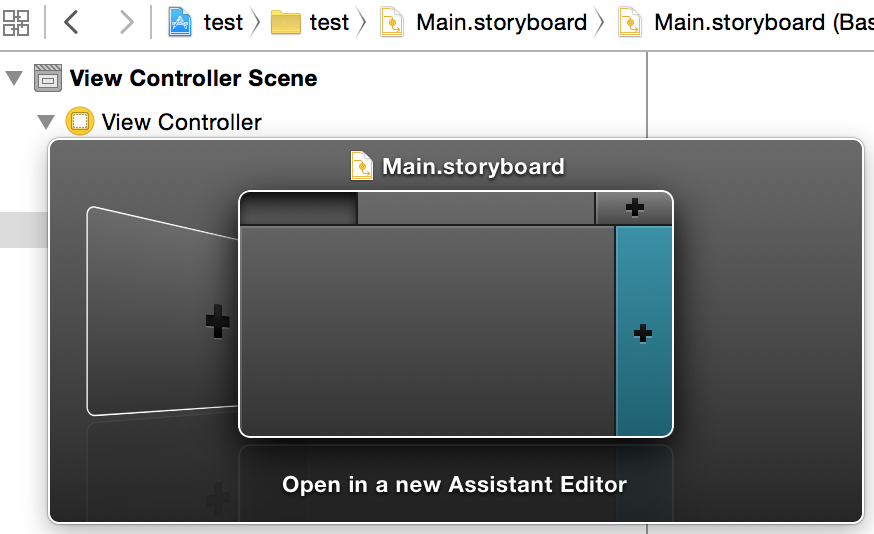 test test Main.storyboard Main.storyboard (Bas
View Controller Scene
View Controller
Main.storyboard
Open in a new Assistant Editor